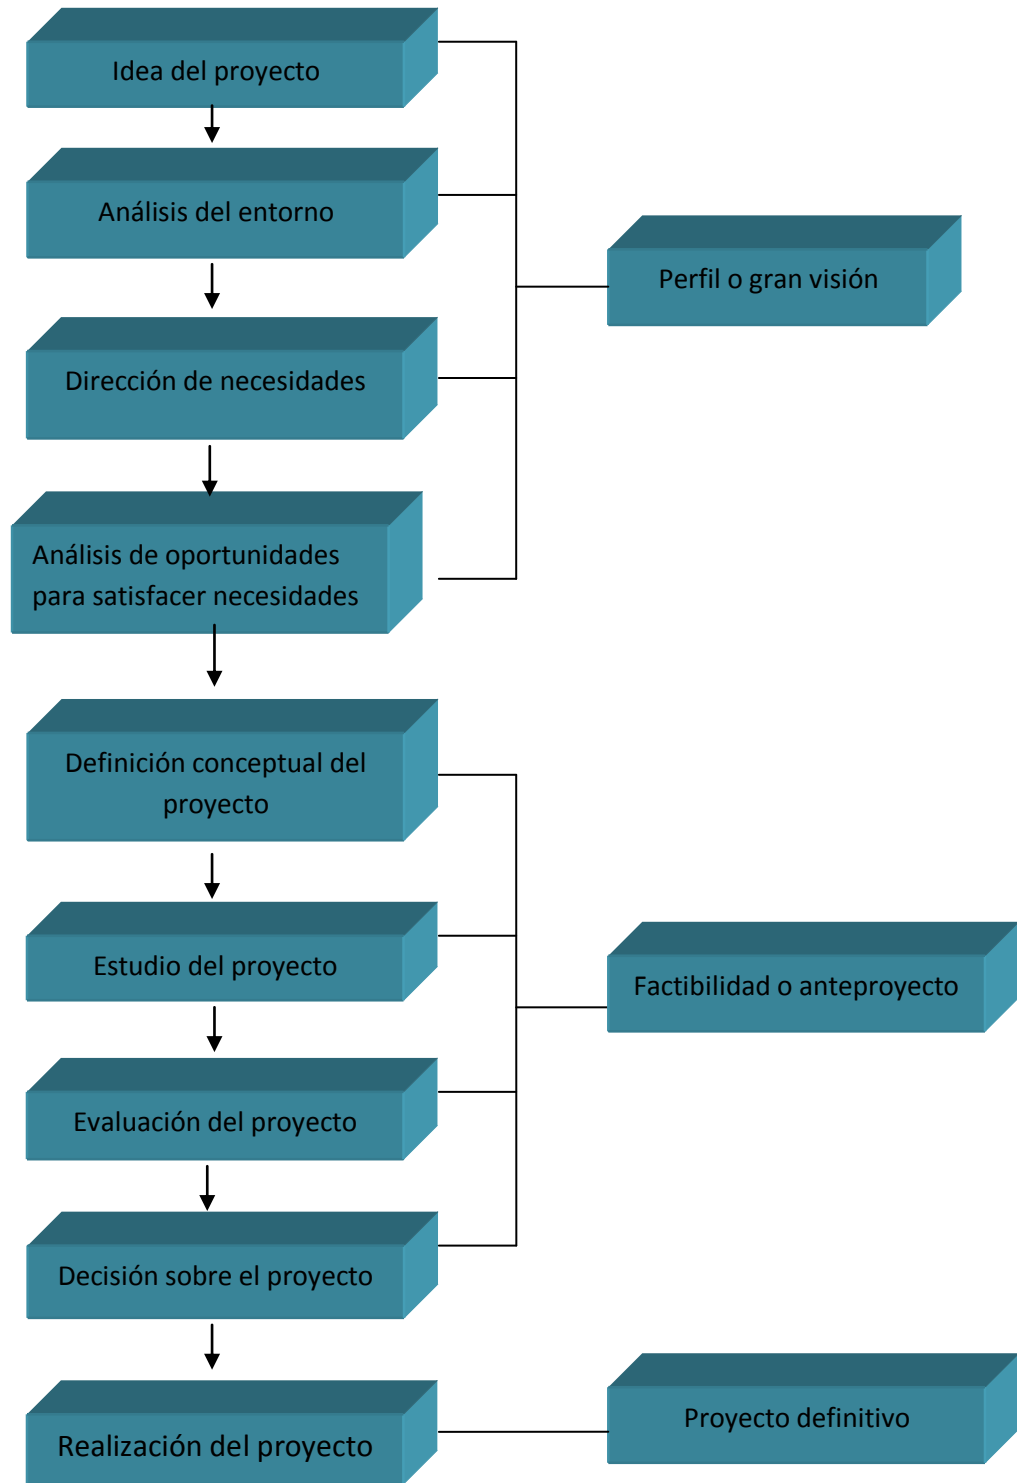 Idea del proyecto
Análisis del entorno
Perfil o gran visión
Dirección de necesidades
Análisis de oportunidades
para satisfacer necesidades
Definición conceptual del
proyecto
Estudio del proyecto
Factibilidad o anteproyecto
Evaluación del proyecto
Decisión sobre el proyecto
Realización del proyecto
Proyecto definitivo